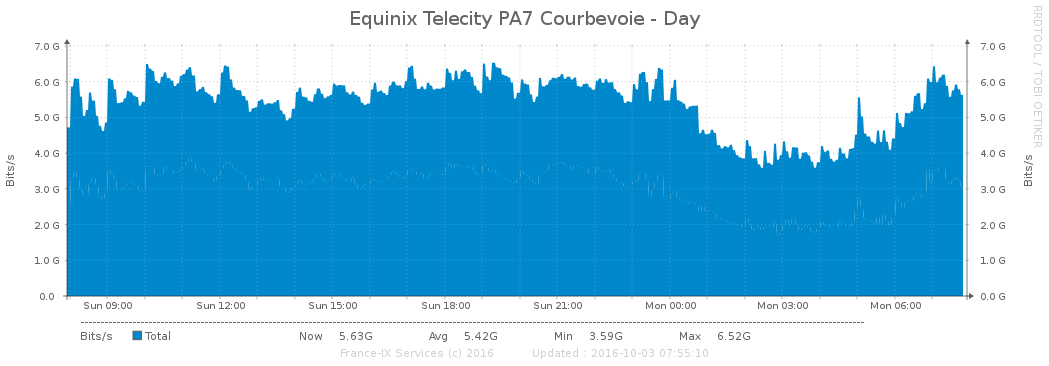 Equinix Telecity PA7 Courbevoie - Day
RRDTOOL / TOBI OETIKER
Bits/s
7.0 G 7.0 G
6.0 G 6.0 G
5.0 G 5.0 G
4.0 G 4.0 G
3.0 G 3.0 G
2.0 G 2.0 G
1.0 G 1.0 G
0.0 0.0 G
Bits/s
Sun 09:00 Sun 12:00 Sun 15:00 Sun 18:00 Sun 21:00 Mon 00:00 Mon 03:00 Mon 06:00
Bits/s Total Now 5.63G Avg 5.42G Min 3.59G Max 6.52G
France-IX Services (c) 2016 Updated : 2016-10-03 07:55:10